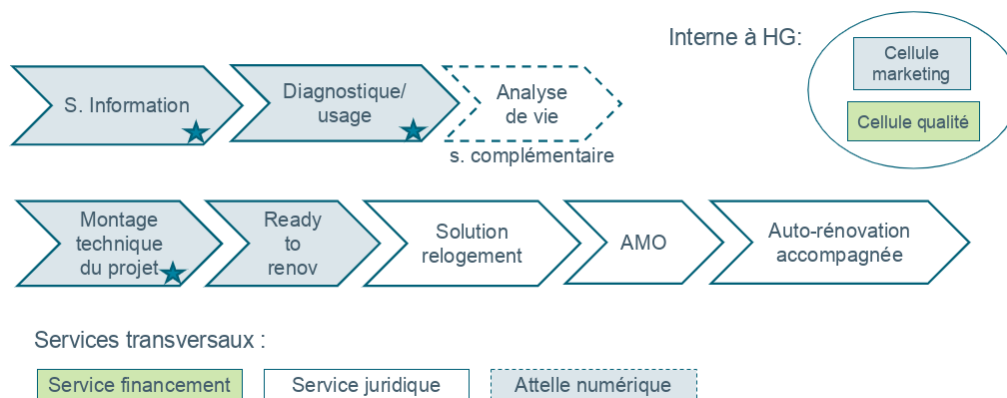 Interne à HG:
Cellule
marketing
Cellule qualité
S. Information
Diagnostique/
usage
Analyse
de vie
s. complémentaire
Montage
technique
du projet
Ready
to
renov
Solution
relogement
AMO
Auto-rénovation
accompagnée
Services transversaux :
Service financement
Service juridique
Attelle numérique